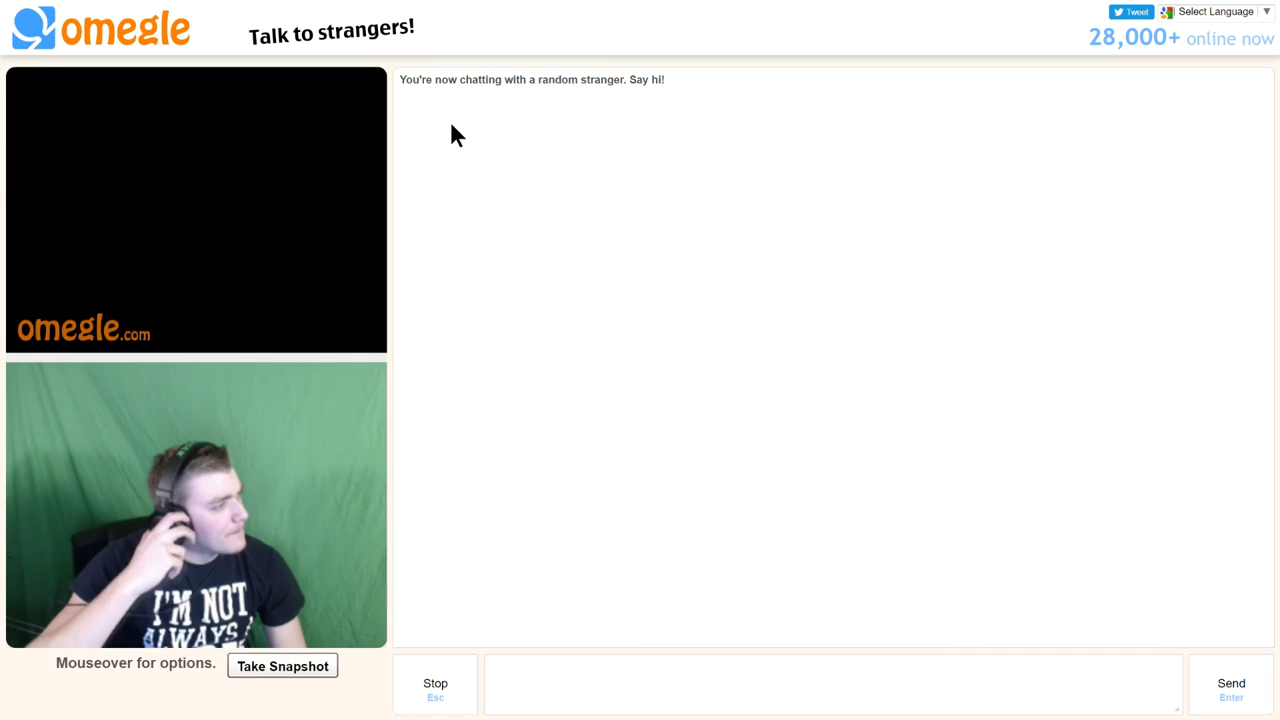 omegle
Talk to strangers!
Tweet
Select Language ▼
28,000+ online now
You're now chatting with a random stranger. Say hi!
omegle.com
I'M NOT
ALWAYS
Mouseover for options.
Take Snapshot
Stop
Esc
Send
Enter